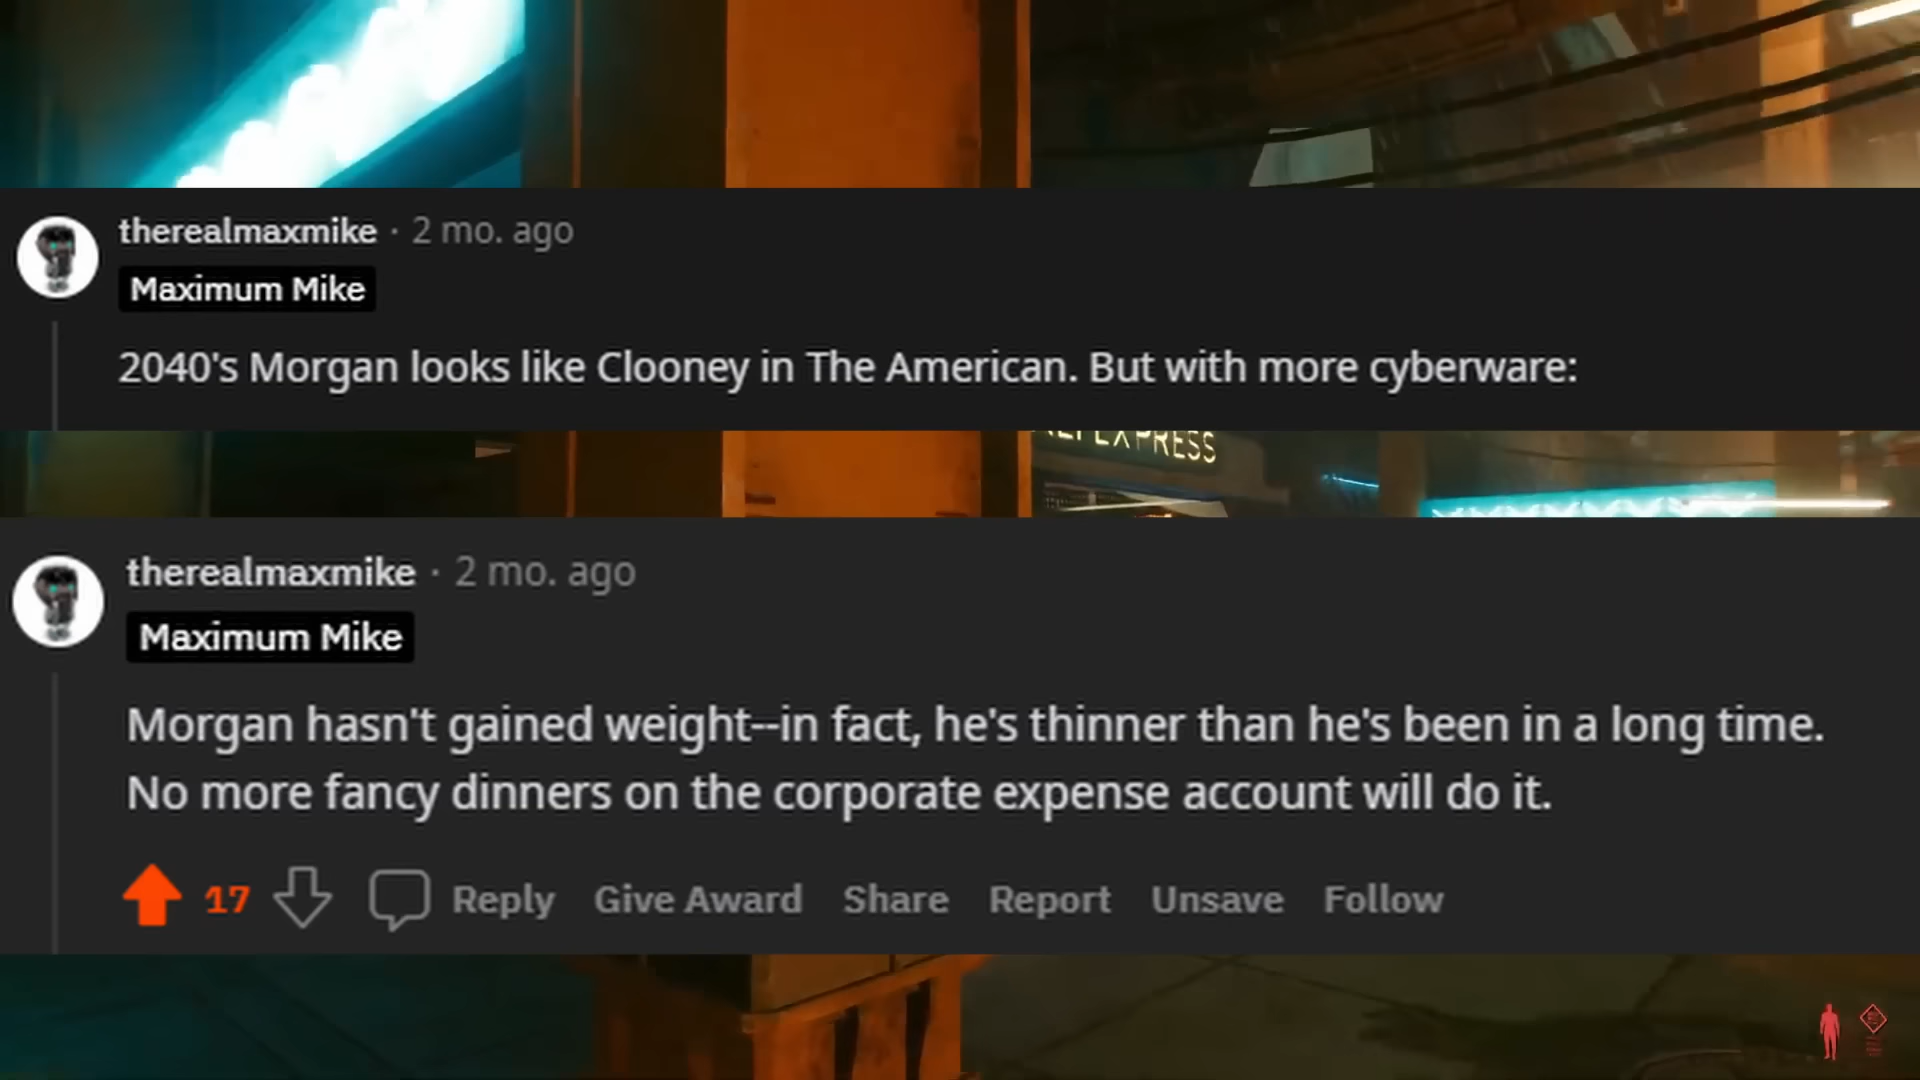 therealmaxmike · 2 mo. ago
Maximum Mike
2040's Morgan looks like Clooney in The American. But with more cyberware:
EXPRESS
therealmaxmike · 2 mo. ago
Maximum Mike
Morgan hasn't gained weight--in fact, he's thinner than he's been in a long time.
No more fancy dinners on the corporate expense account will do it.
17 Reply Give Award Share Report Unsave Follow